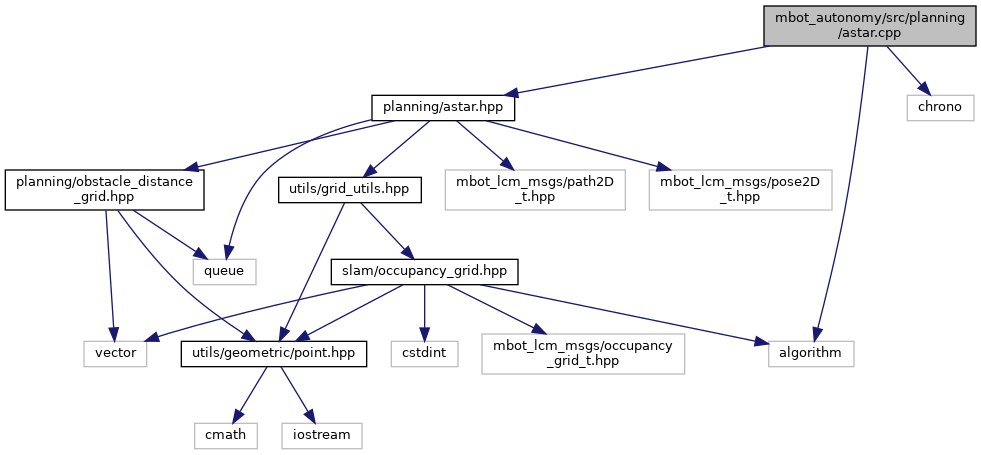 mbot_autonomy/src/planning
/astar.cpp
planning/astar.hpp
chrono
planning/obstacle_distance
_grid.hpp
utils/grid_utils.hpp
mbot_lcm_msgs/path2D
_t.hpp
mbot_lcm_msgs/pose2D
_t.hpp
queue
slam/occupancy_grid.hpp
vector
utils/geometric/point.hpp
cstdint
mbot_lcm_msgs/occupancy
_grid_t.hpp
algorithm
cmath
iostream